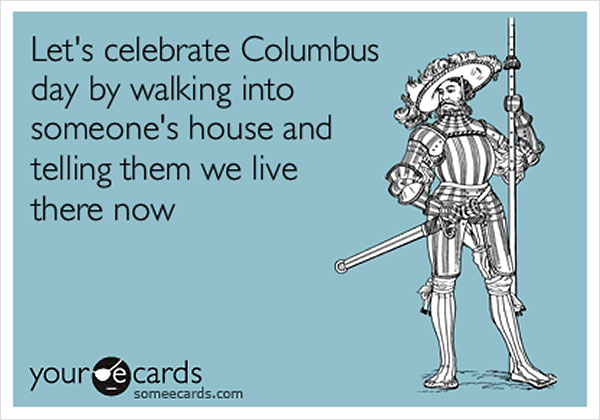 Let's celebrate Columbus
day by walking into
someone's house and
telling them we live
there now
your e cards
someecards.com